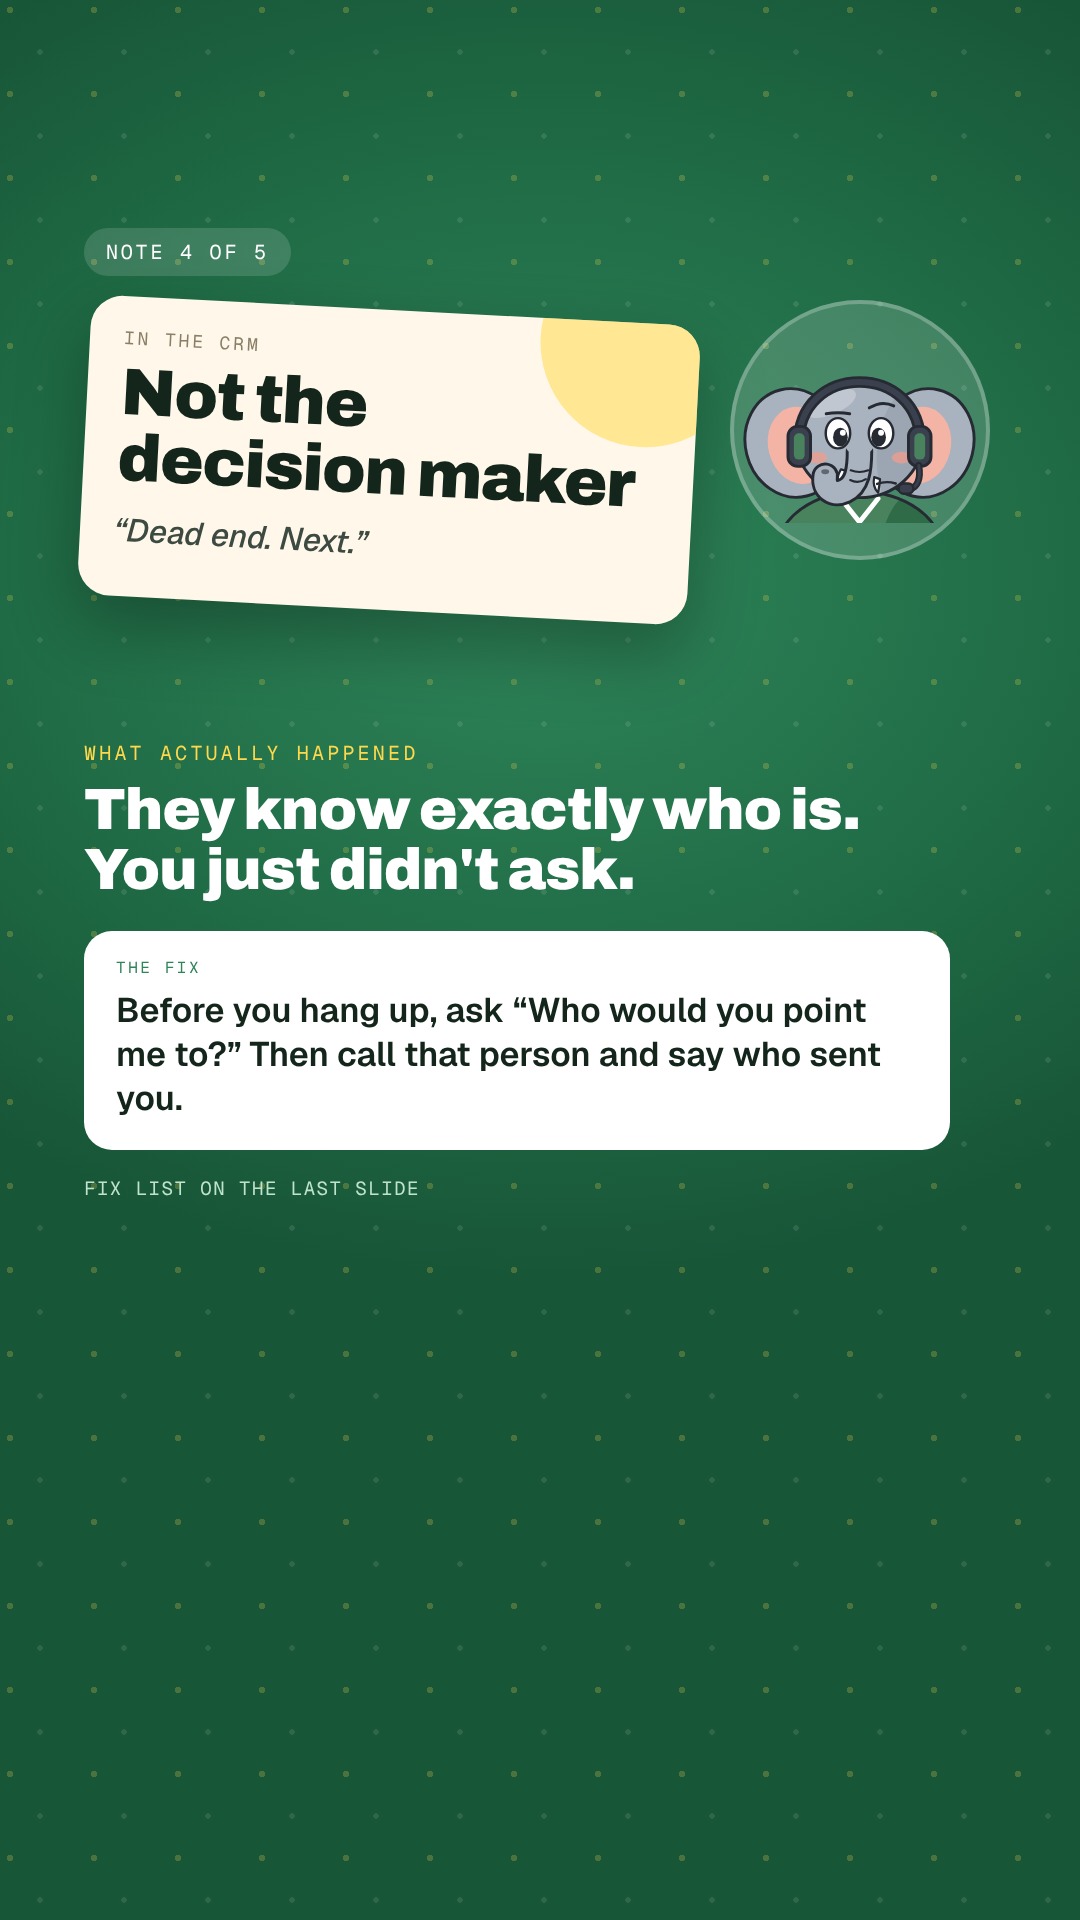 NOTE 4 OF 5
IN THE CRM
Not the
decision maker
“Dead end. Next.”
WHAT ACTUALLY HAPPENED
They know exactly who is.
You just didn't ask.
THE FIX
Before you hang up, ask “Who would you point
me to?” Then call that person and say who sent
you.
FIX LIST ON THE LAST SLIDE